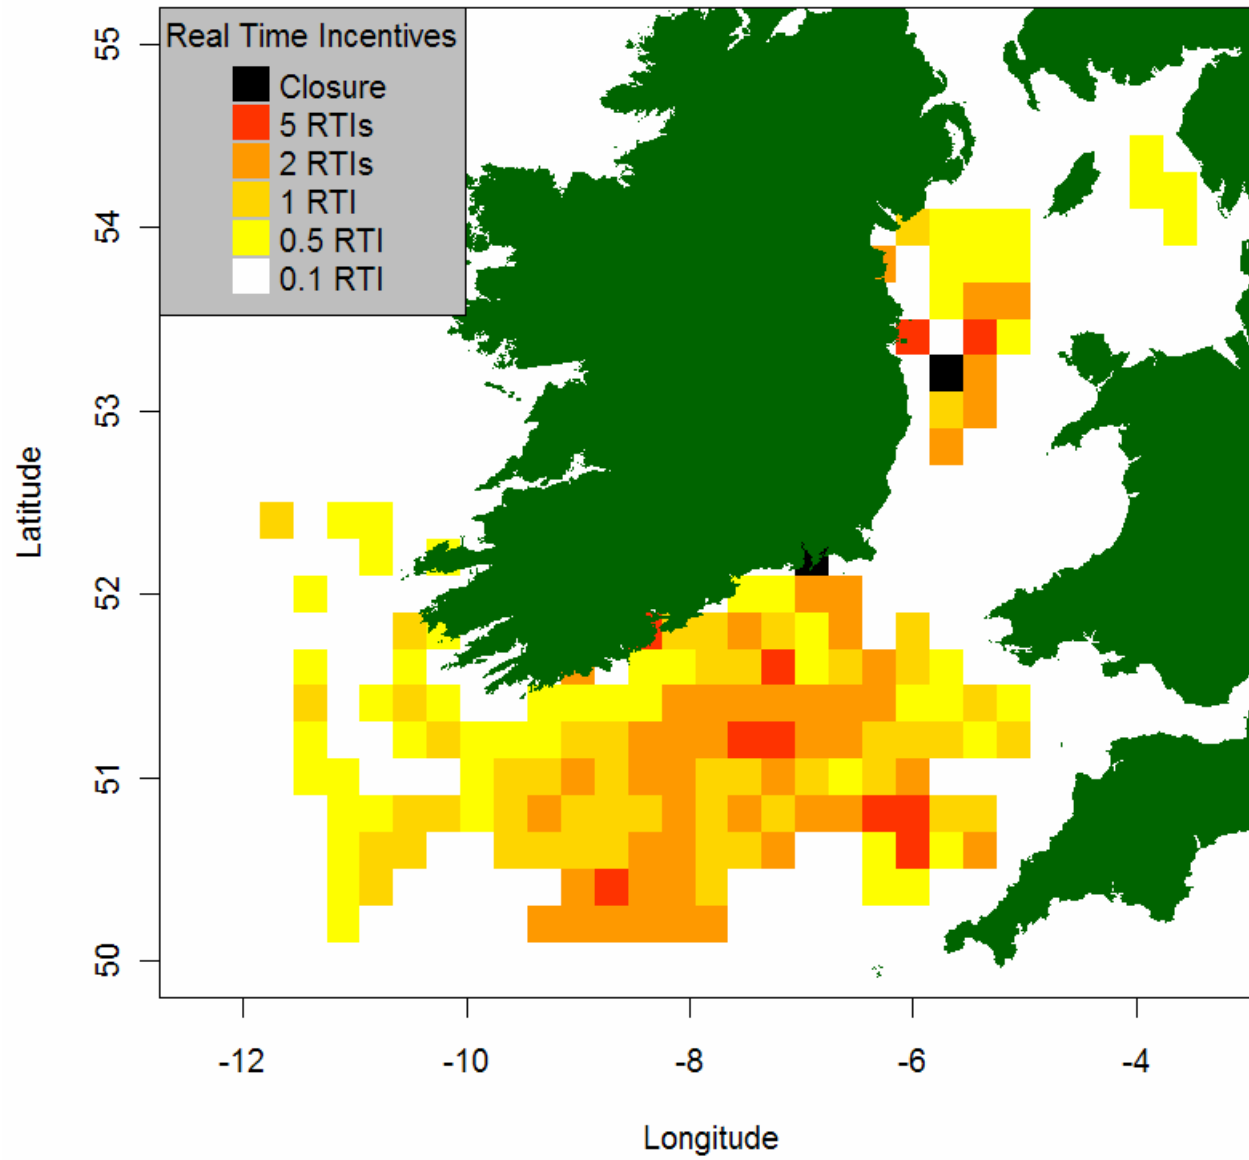 Real Time Incentives
Closure
5 RTIs
2 RTIs
1 RTI
0.5 RTI
0.1 RTI
55
54
53
52
51
50
Latitude
-12
-10
-8
-6
-4
Longitude